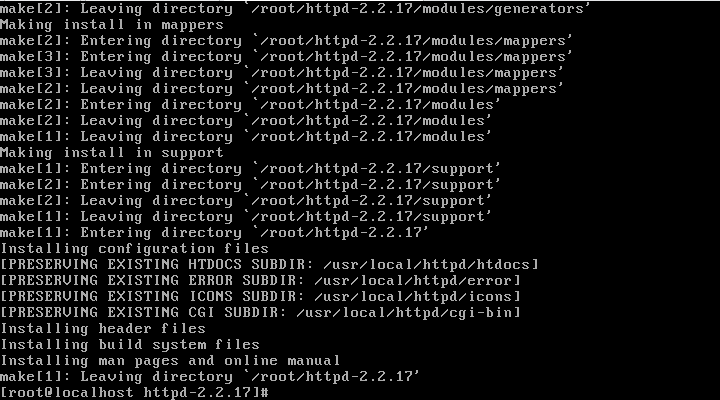 make[2]: Leaving directory `/root/httpd-2.2.17/modules/generators'
Making install in mappers
make[2]: Entering directory `/root/httpd-2.2.17/modules/mappers'
make[3]: Entering directory `/root/httpd-2.2.17/modules/mappers'
make[3]: Leaving directory `/root/httpd-2.2.17/modules/mappers'
make[2]: Leaving directory `/root/httpd-2.2.17/modules/mappers'
make[2]: Entering directory `/root/httpd-2.2.17/modules'
make[2]: Leaving directory `/root/httpd-2.2.17/modules'
make[1]: Leaving directory `/root/httpd-2.2.17/modules'
Making install in support
make[1]: Entering directory `/root/httpd-2.2.17/support'
make[2]: Entering directory `/root/httpd-2.2.17/support'
make[2]: Leaving directory `/root/httpd-2.2.17/support'
make[1]: Leaving directory `/root/httpd-2.2.17/support'
make[1]: Entering directory `/root/httpd-2.2.17'
Installing configuration files
[PRESERVING EXISTING HTDOCS SUBDIR: /usr/local/httpd/htdocs]
[PRESERVING EXISTING ERROR SUBDIR: /usr/local/httpd/error]
[PRESERVING EXISTING ICONS SUBDIR: /usr/local/httpd/icons]
[PRESERVING EXISTING CGI SUBDIR: /usr/local/httpd/cgi-bin]
Installing header files
Installing build system files
Installing man pages and online manual
make[1]: Leaving directory `/root/httpd-2.2.17'
[root@localhost httpd-2.2.17]#